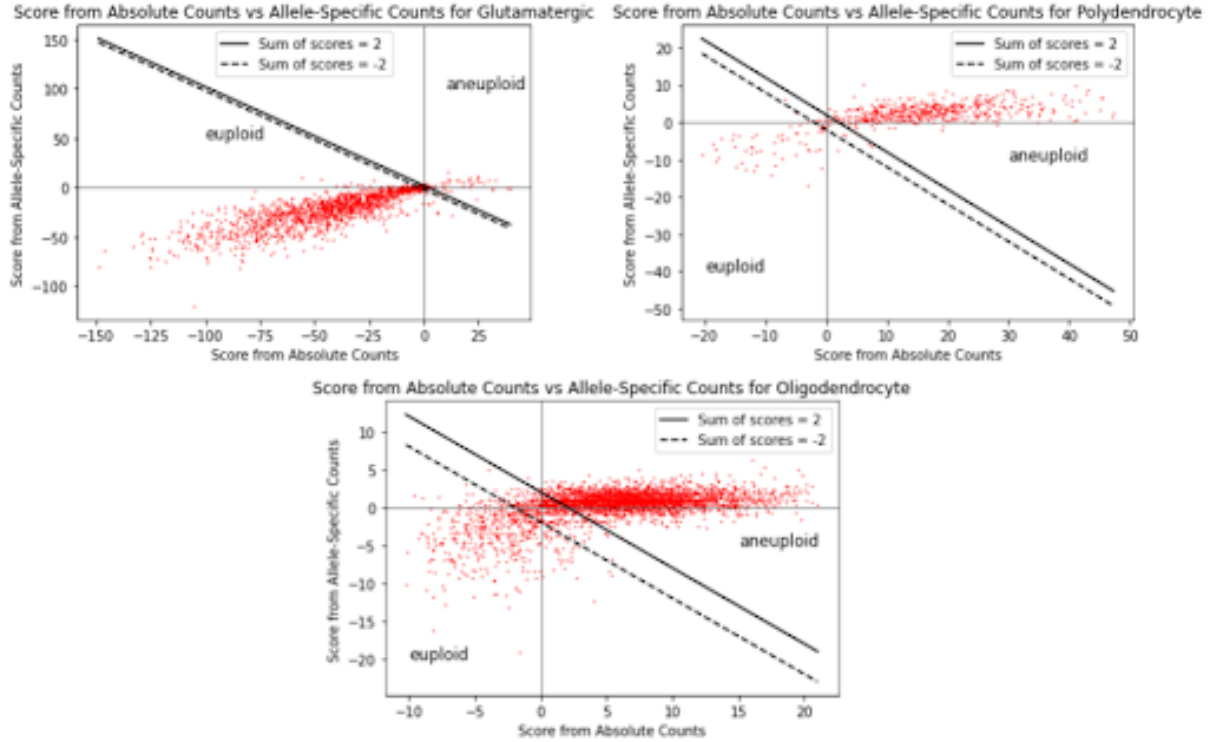 Score from Absolute Counts vs Allele-Specific Counts for Glutamatergic
Score from Allele-Specific Counts
150
100
50
0
−50
−100
Sum of scores = 2
Sum of scores = -2
aneuploid
euploid
−150 −125 −100 −75 −50 −25 0 25
Score from Absolute Counts
Score from Absolute Counts vs Allele-Specific Counts for Polydendrocyte
Score from Allele-Specific Counts
20
10
0
−10
−20
−30
−40
−50
Sum of scores = 2
Sum of scores = -2
aneuploid
euploid
−20 −10 0 10 20 30 40 50
Score from Absolute Counts
Score from Absolute Counts vs Allele-Specific Counts for Oligodendrocyte
Score from Allele-Specific Counts
10
5
0
−5
−10
−15
−20
Sum of scores = 2
Sum of scores = -2
aneuploid
euploid
−10 −5 0 5 10 15 20
Score from Absolute Counts